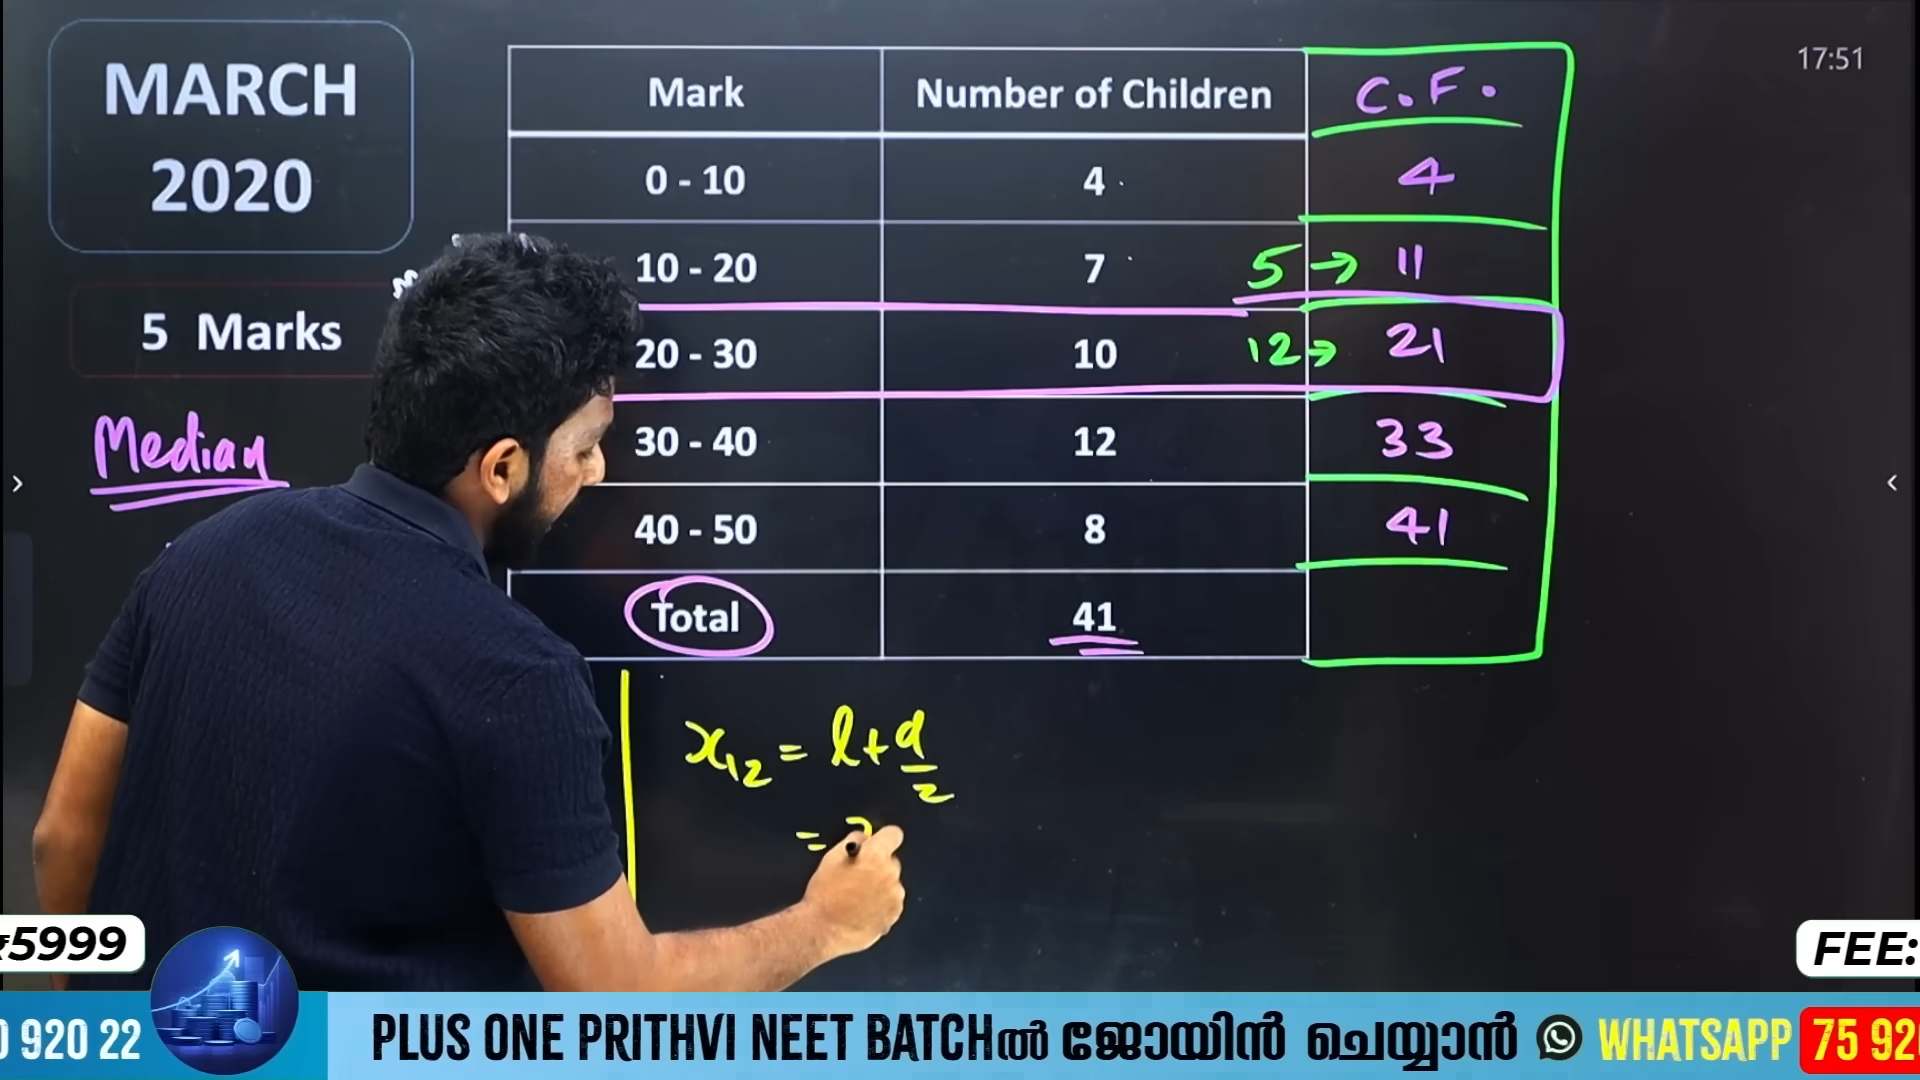 17:51
MARCH
2020
5 Marks
Median
Mark Number of Children C.F.
0 - 10 4 4
10 - 20 7 5 → 11
20 - 30 10 12 → 21
30 - 40 12 33
40 - 50 8 41
Total 41
x₁₂ = l + d/2
=
₹5999
FEE:
0 920 22
PLUS ONE PRITHVI NEET BATCHൽ ജോയിൻ ചെയ്യാൻ WHATSAPP 75 92